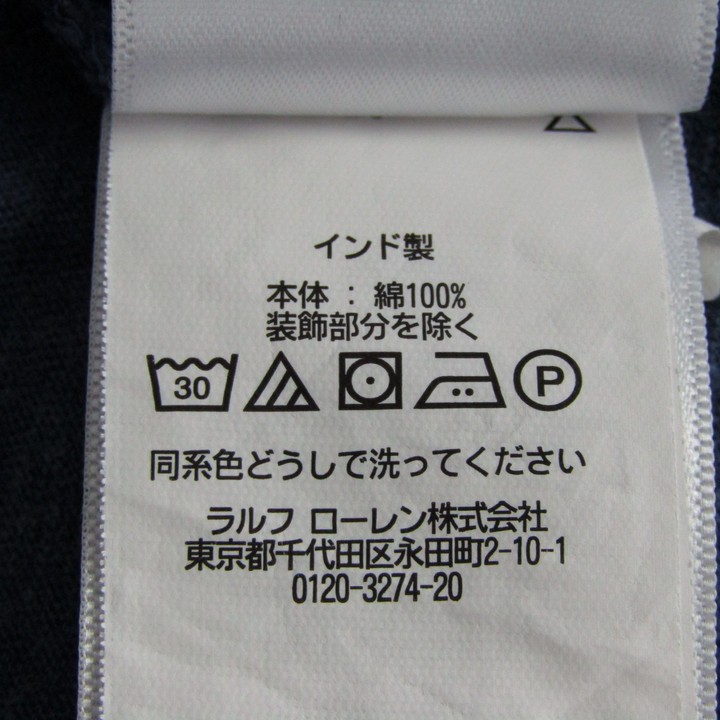 インド製
本体 : 綿100%
装飾部分を除く
30 P
同系色どうしで洗ってください
ラルフ ローレン株式会社
東京都千代田区永田町2-10-1
0120-3274-20